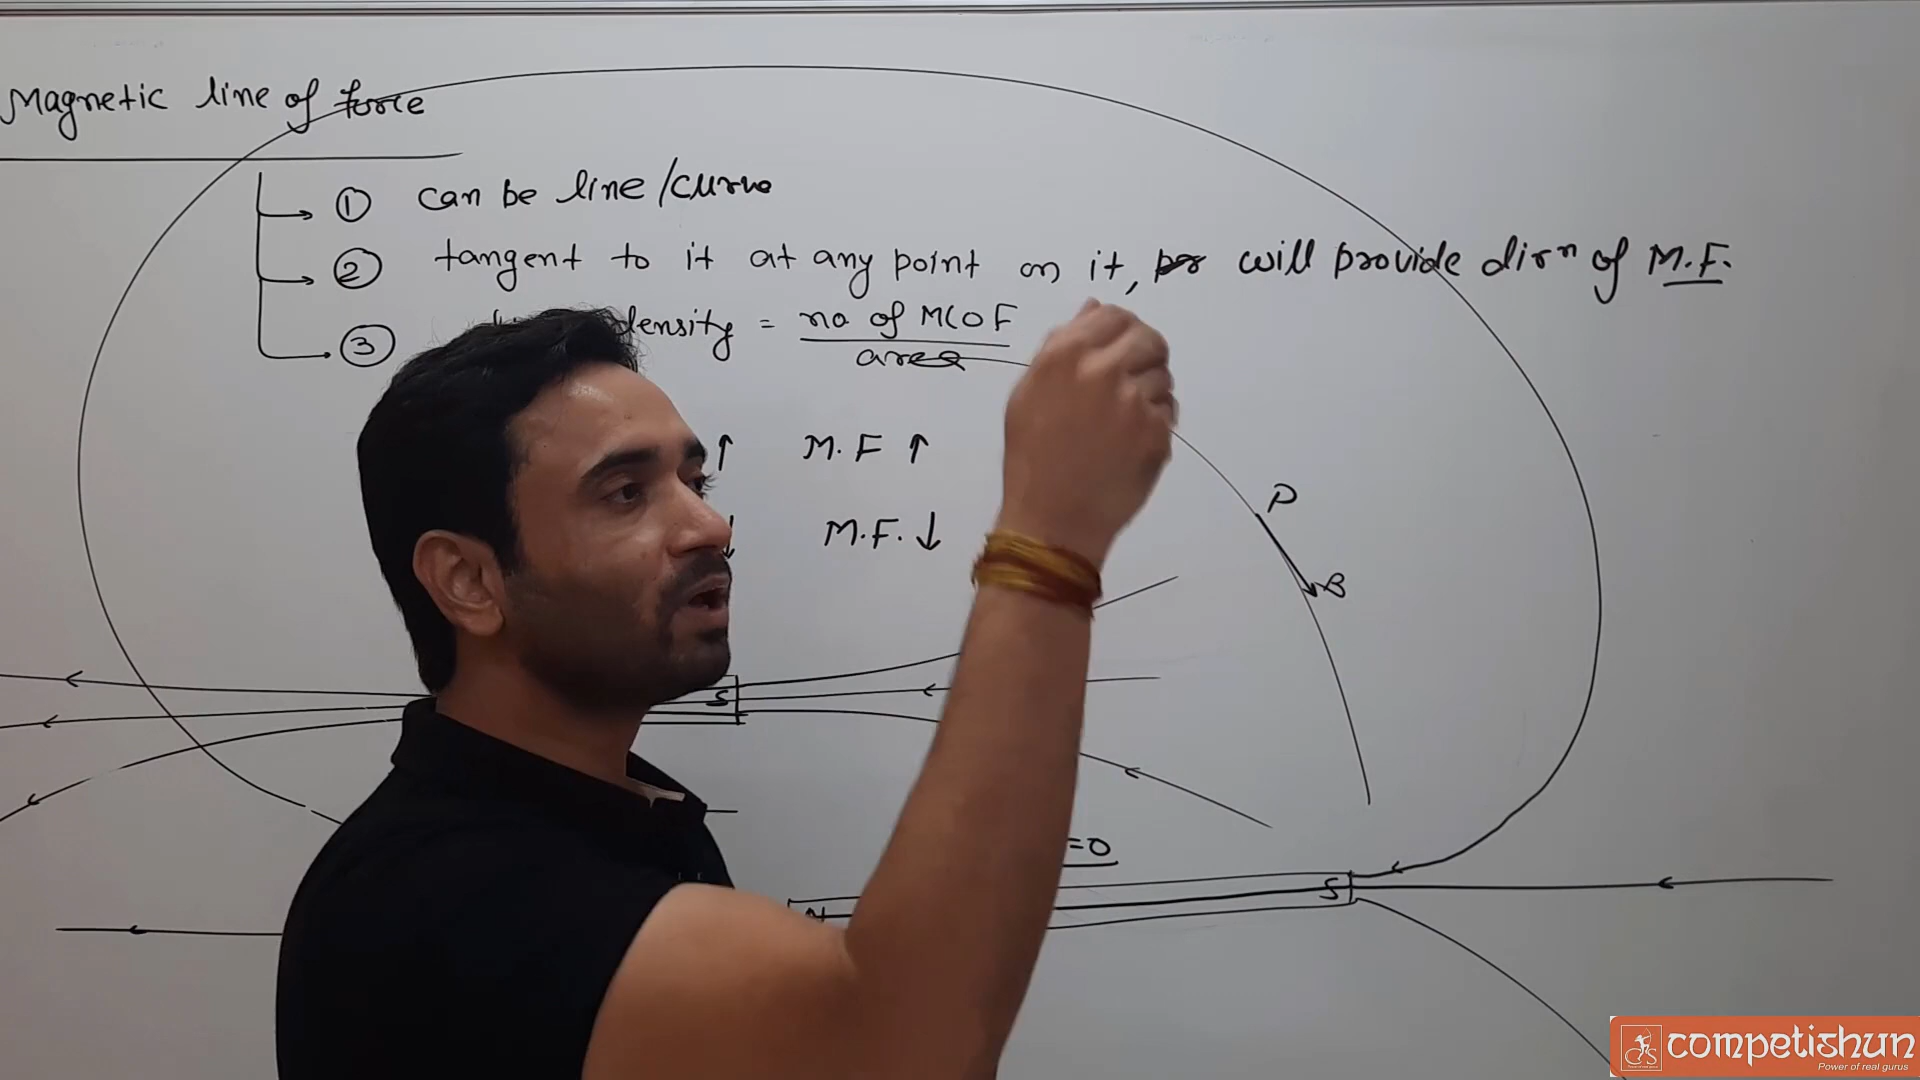 Magnetic line of force
① can be line/curve
② tangent to it at any point on it, will provide dirⁿ of M.F.
③ density = no of MLOF
area
↑ M.F ↑
P
↓ M.F. ↓
B
S
=0
S
N
competishun
Power of real gurus